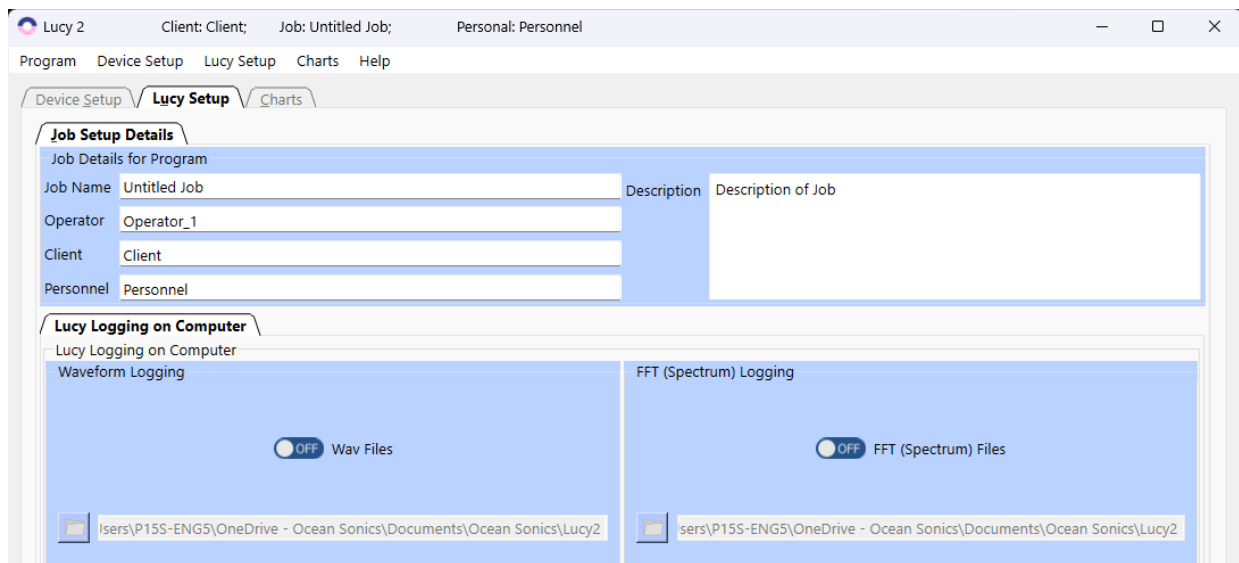 Lucy 2 Client: Client; Job: Untitled Job; Personal: Personnel
Program Device Setup Lucy Setup Charts Help
Device Setup Lucy Setup Charts
Job Setup Details
Job Details for Program
Job Name Untitled Job Description Description of Job
Operator Operator_1
Client Client
Personnel Personnel
Lucy Logging on Computer
Lucy Logging on Computer
Waveform Logging FFT (Spectrum) Logging
OFF Wav Files OFF FFT (Spectrum) Files
sers\P15S-ENG5\OneDrive - Ocean Sonics\Documents\Ocean Sonics\Lucy2 sers\P15S-ENG5\OneDrive - Ocean Sonics\Documents\Ocean Sonics\Lucy2